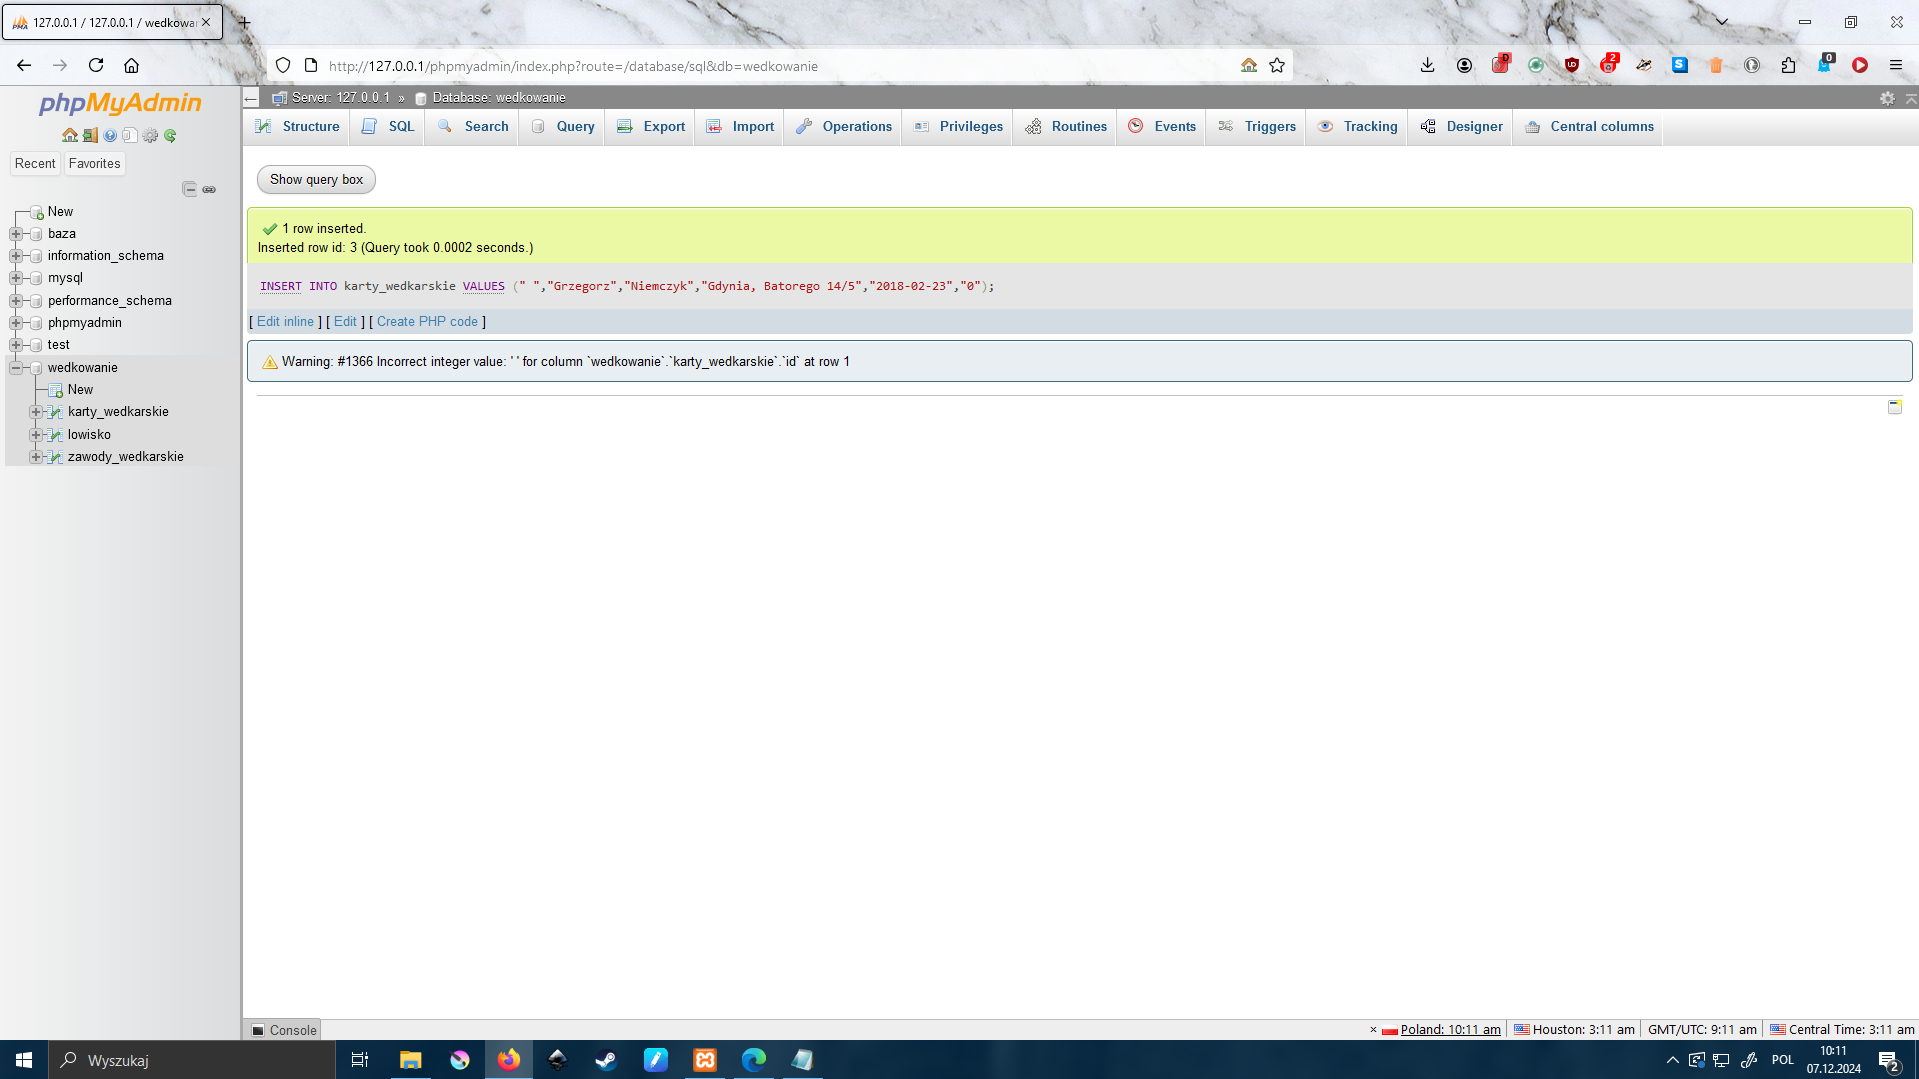 127.0.0.1 / 127.0.0.1 / wedkowa
http://127.0.0.1/phpmyadmin/index.php?route=/database/sql&db=wedkowanie
D
2
0
phpMyAdmin
Recent
Favorites
New
baza
information_schema
mysql
performance_schema
phpmyadmin
test
wedkowanie
New
karty_wedkarskie
lowisko
zawody_wedkarskie
Server: 127.0.0.1 » Database: wedkowanie
Structure SQL Search Query Export Import Operations Privileges Routines Events Triggers Tracking Designer Central columns
Show query box
1 row inserted.
Inserted row id: 3 (Query took 0.0002 seconds.)
INSERT INTO karty_wedkarskie VALUES (" ","Grzegorz","Niemczyk","Gdynia, Batorego 14/5","2018-02-23","0");
[ Edit inline ] [ Edit ] [ Create PHP code ]
Warning: #1366 Incorrect integer value: ' ' for column `wedkowanie`.`karty_wedkarskie`.`id` at row 1
Console
× Poland: 10:11 am Houston: 3:11 am GMT/UTC: 9:11 am Central Time: 3:11 am
Wyszukaj
POL
10:11
07.12.2024
2